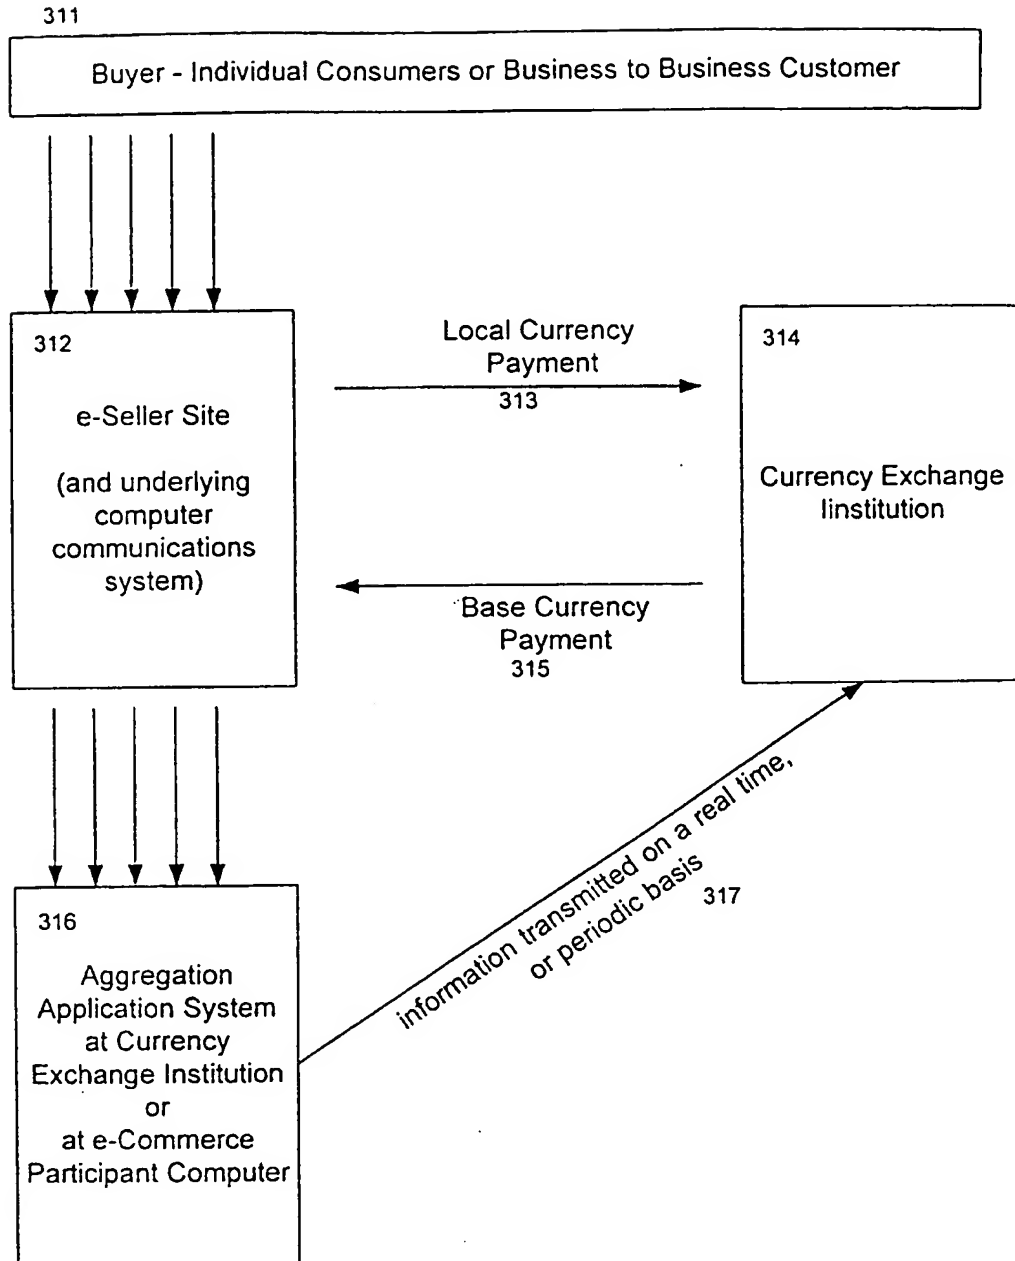 311
Buyer - Individual Consumers or Business to Business Customer
312
e-Seller Site
(and underlying
computer
communications
system)
Local Currency
Payment
313
314
Currency Exchange
Iinstitution
Base Currency
Payment
315
316
Aggregation
Application System
at Currency
Exchange Institution
or
at e-Commerce
Participant Computer
information transmitted on a real time,
or periodic basis
317